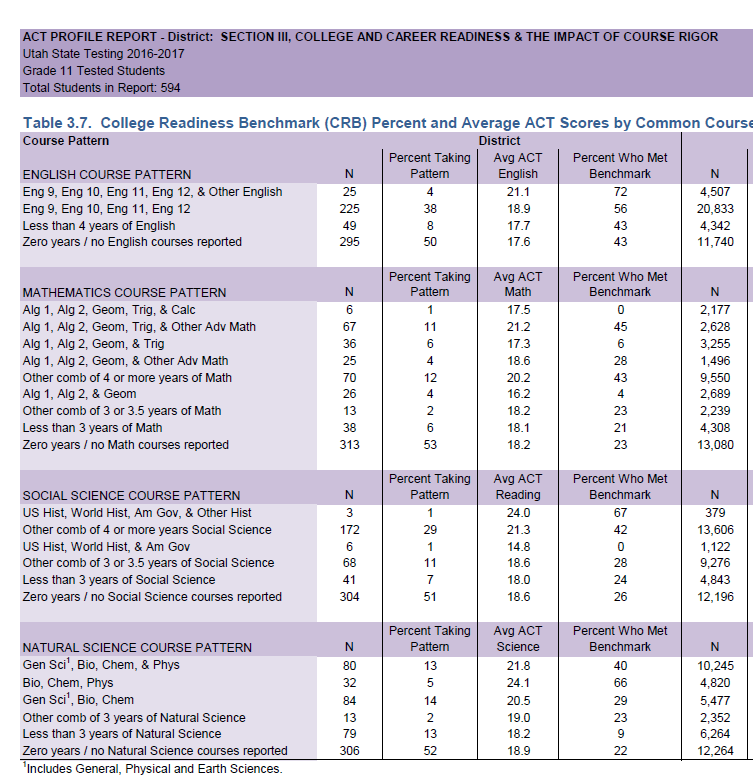 ACT PROFILE REPORT - District: SECTION III, COLLEGE AND CAREER READINESS & THE IMPACT OF COURSE RIGOR
Utah State Testing 2016-2017
Grade 11 Tested Students
Total Students in Report: 594
Table 3.7. College Readiness Benchmark (CRB) Percent and Average ACT Scores by Common Course
Course Pattern District
ENGLISH COURSE PATTERN N Percent Taking Pattern Avg ACT English Percent Who Met Benchmark N
Eng 9, Eng 10, Eng 11, Eng 12, & Other English 25 4 21.1 72 4,507
Eng 9, Eng 10, Eng 11, Eng 12 225 38 18.9 56 20,833
Less than 4 years of English 49 8 17.7 43 4,342
Zero years / no English courses reported 295 50 17.6 43 11,740
MATHEMATICS COURSE PATTERN N Percent Taking Pattern Avg ACT Math Percent Who Met Benchmark N
Alg 1, Alg 2, Geom, Trig, & Calc 6 1 17.5 0 2,177
Alg 1, Alg 2, Geom, Trig, & Other Adv Math 67 11 21.2 45 2,628
Alg 1, Alg 2, Geom, & Trig 36 6 17.3 6 3,255
Alg 1, Alg 2, Geom, & Other Adv Math 25 4 18.6 28 1,496
Other comb of 4 or more years of Math 70 12 20.2 43 9,550
Alg 1, Alg 2, & Geom 26 4 16.2 4 2,689
Other comb of 3 or 3.5 years of Math 13 2 18.2 23 2,239
Less than 3 years of Math 38 6 18.1 21 4,308
Zero years / no Math courses reported 313 53 18.2 23 13,080
SOCIAL SCIENCE COURSE PATTERN N Percent Taking Pattern Avg ACT Reading Percent Who Met Benchmark N
US Hist, World Hist, Am Gov, & Other Hist 3 1 24.0 67 379
Other comb of 4 or more years Social Science 172 29 21.3 42 13,606
US Hist, World Hist, & Am Gov 6 1 14.8 0 1,122
Other comb of 3 or 3.5 years of Social Science 68 11 18.6 28 9,276
Less than 3 years of Social Science 41 7 18.0 24 4,843
Zero years / no Social Science courses reported 304 51 18.6 26 12,196
NATURAL SCIENCE COURSE PATTERN N Percent Taking Pattern Avg ACT Science Percent Who Met Benchmark N
Gen Sci¹, Bio, Chem, & Phys 80 13 21.8 40 10,245
Bio, Chem, Phys 32 5 24.1 66 4,820
Gen Sci¹, Bio, Chem 84 14 20.5 29 5,477
Other comb of 3 years of Natural Science 13 2 19.0 23 2,352
Less than 3 years of Natural Science 79 13 18.2 9 6,264
Zero years / no Natural Science courses reported 306 52 18.9 22 12,264
¹Includes General, Physical and Earth Sciences.